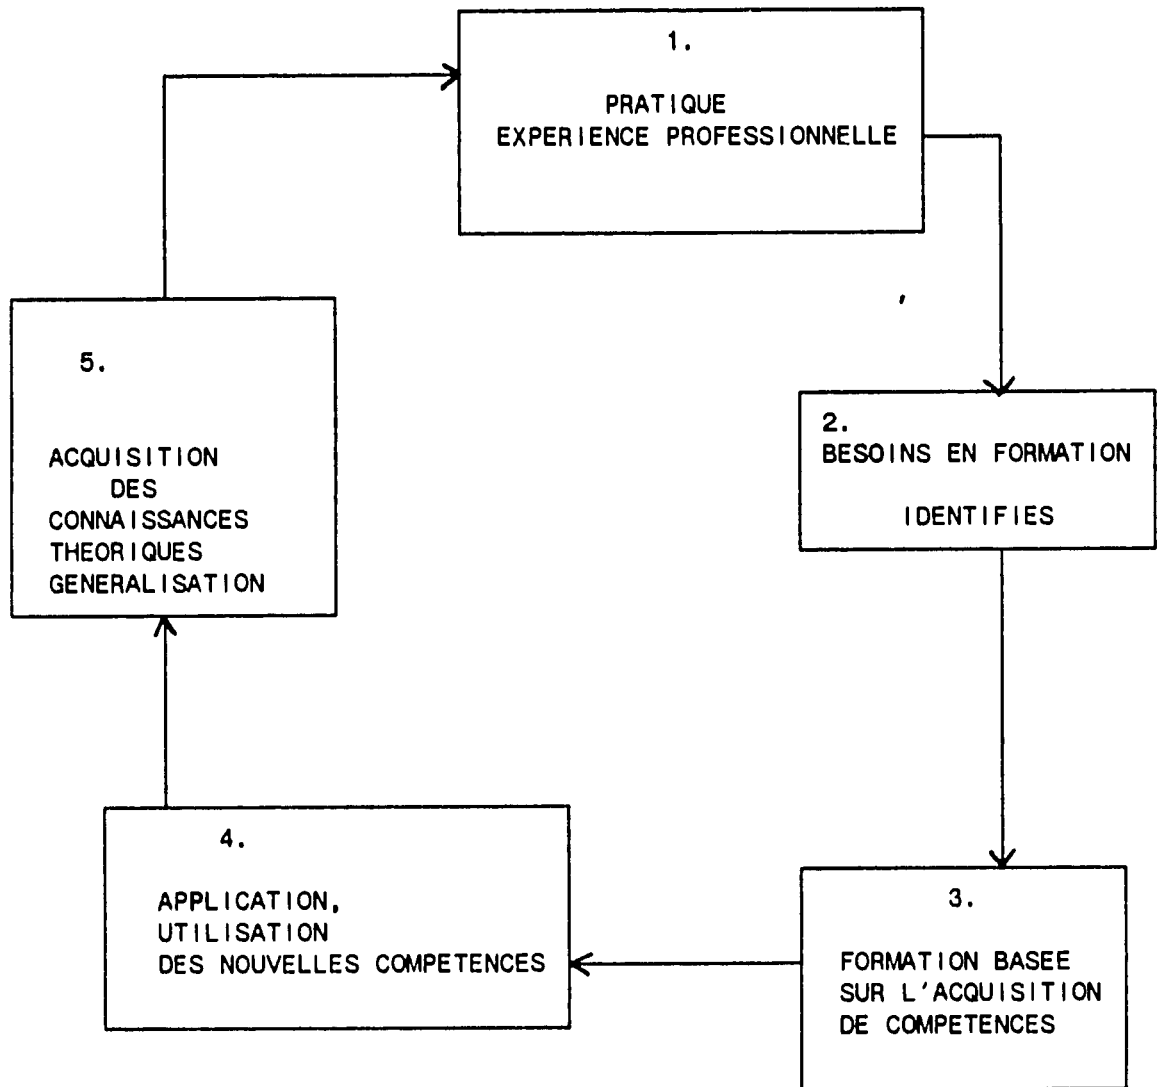 1.
PRATIQUE
EXPERIENCE PROFESSIONNELLE
2.
BESOINS EN FORMATION
IDENTIFIES
3.
FORMATION BASEE
SUR L'ACQUISITION
DE COMPETENCES
4.
APPLICATION,
UTILISATION
DES NOUVELLES COMPETENCES
5.
ACQUISITION
DES
CONNAISSANCES
THEORIQUES
GENERALISATION